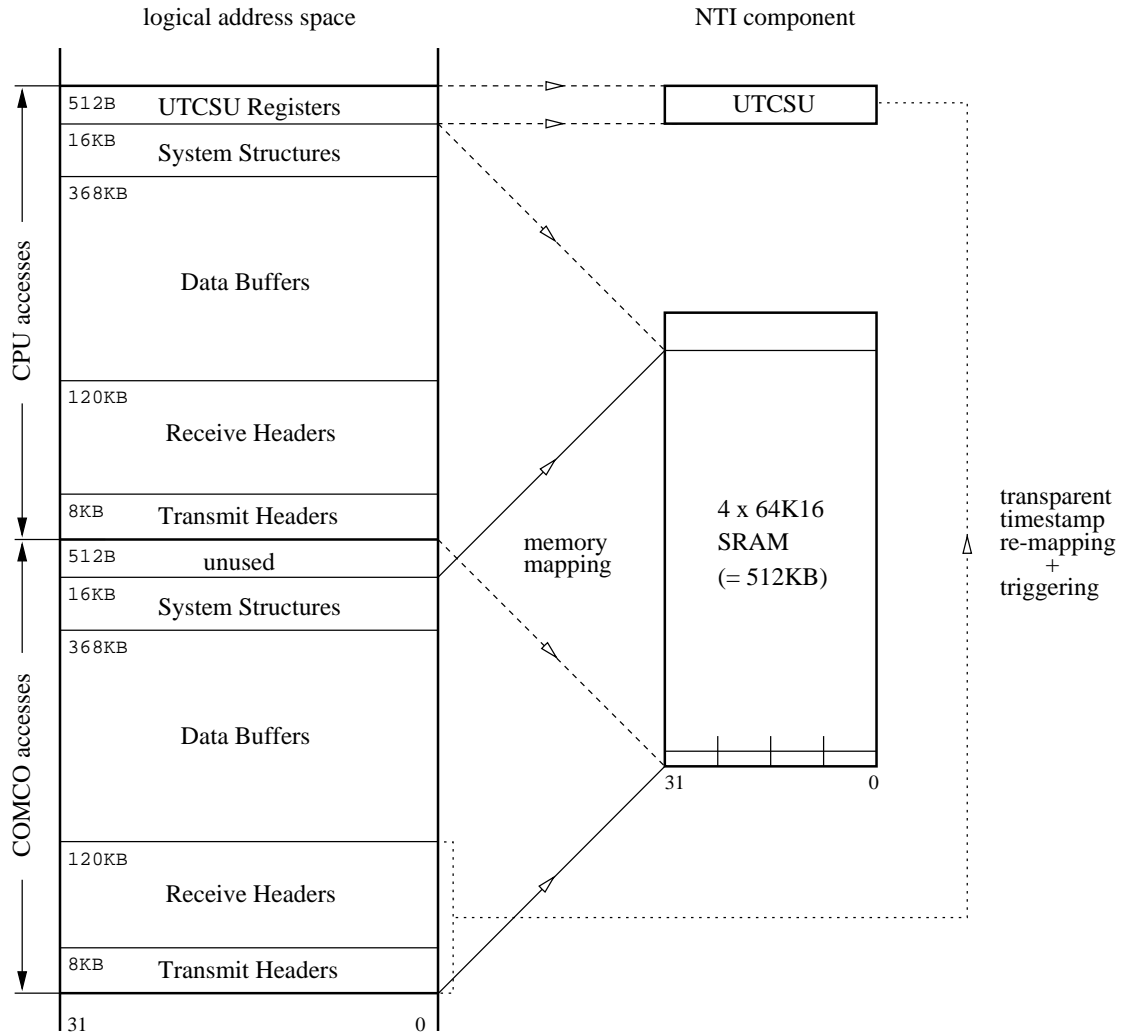 logical address space
NTI component
CPU accesses
512B
UTCSU Registers
16KB
System Structures
368KB
Data Buffers
120KB
Receive Headers
8KB
Transmit Headers
COMCO accesses
512B
unused
16KB
System Structures
368KB
Data Buffers
120KB
Receive Headers
8KB
Transmit Headers
31
0
memory
mapping
UTCSU
4 x 64K16
SRAM
(= 512KB)
31
0
transparent
timestamp
re-mapping
+
triggering